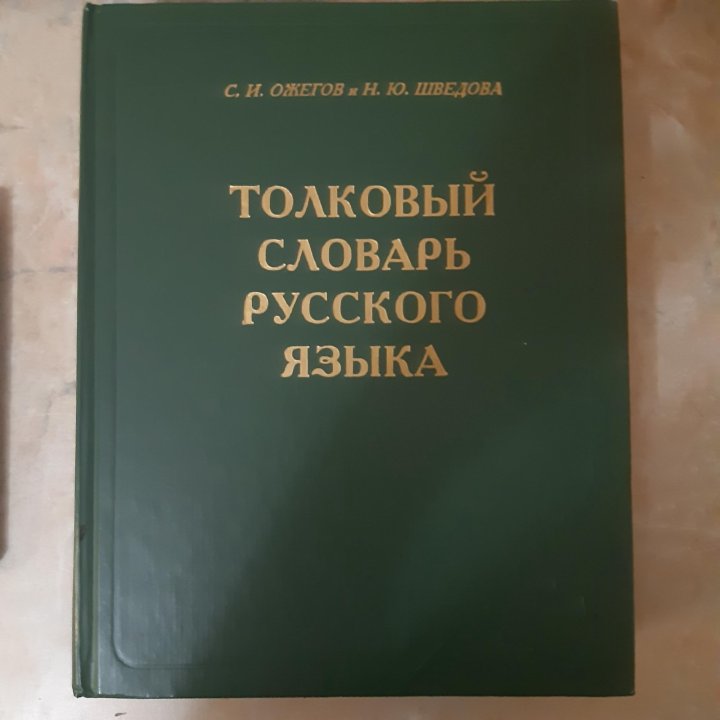 С. И. ОЖЕГОВ и Н. Ю. ШВЕДОВА
ТОЛКОВЫЙ
СЛОВАРЬ
РУССКОГО
ЯЗЫКА